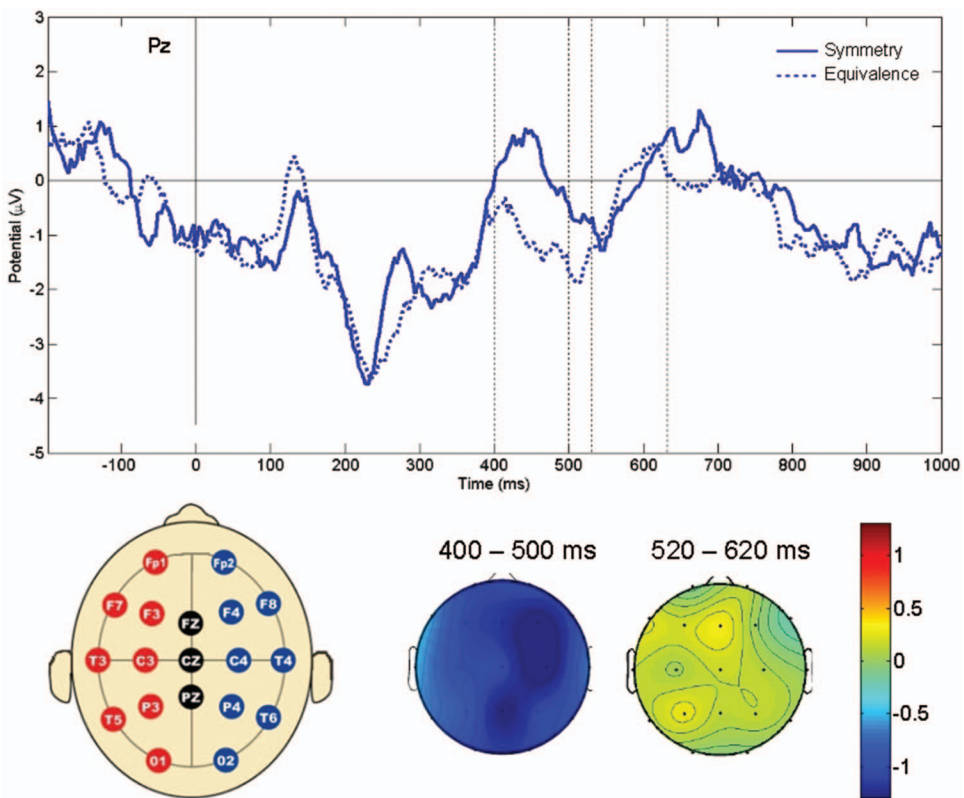 3
Pz
Symmetry
2
Equivalence
1
0
-1
-2
-3
-4
-5
Potential (μV)
-100 0 100 200 300 400 500 600 700 800 900 1000
Time (ms)
400 – 500 ms 520 – 620 ms
Fp1 Fp2
F7 F3 FZ F4 F8
T3 C3 CZ C4 T4
T5 P3 PZ P4 T6
01 02
1
0.5
0
-0.5
-1